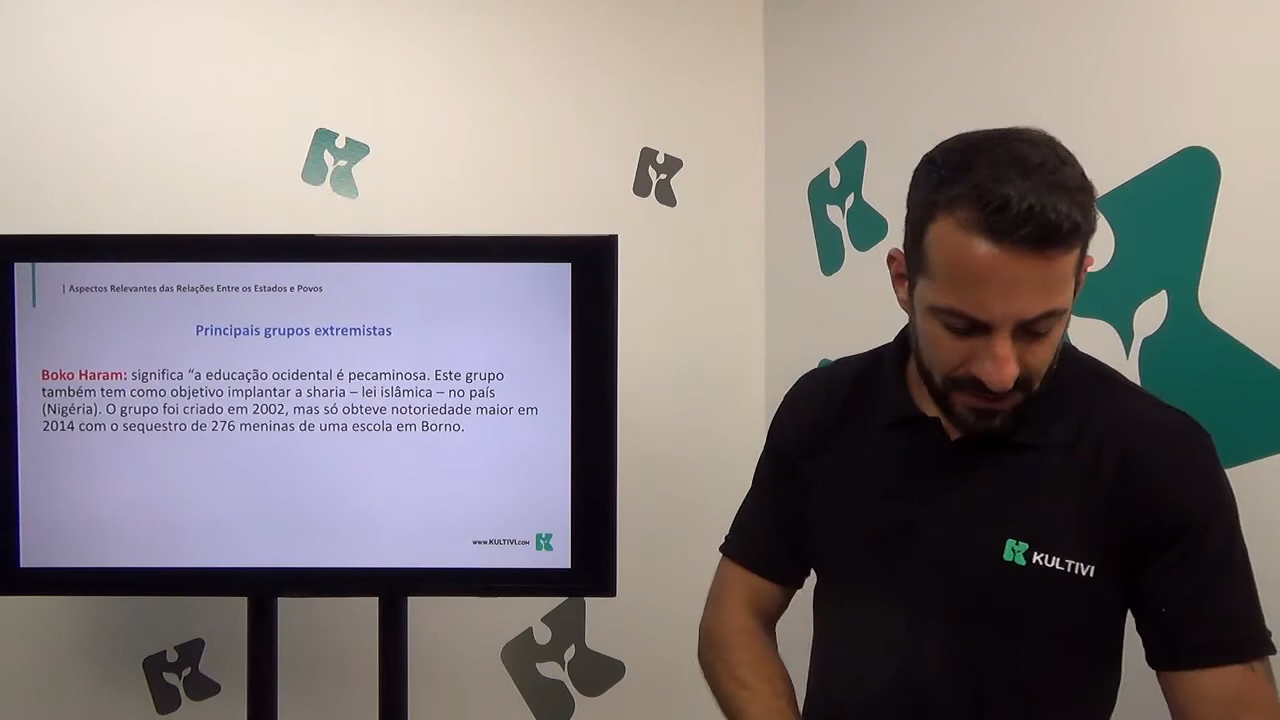 | Aspectos Relevantes das Relações Entre os Estados e Povos
Principais grupos extremistas
Boko Haram: significa “a educação ocidental é pecaminosa. Este grupo
também tem como objetivo implantar a sharia – lei islâmica – no país
(Nigéria). O grupo foi criado em 2002, mas só obteve notoriedade maior em
2014 com o sequestro de 276 meninas de uma escola em Borno.
www.KULTIVI.COM
KULTIVI